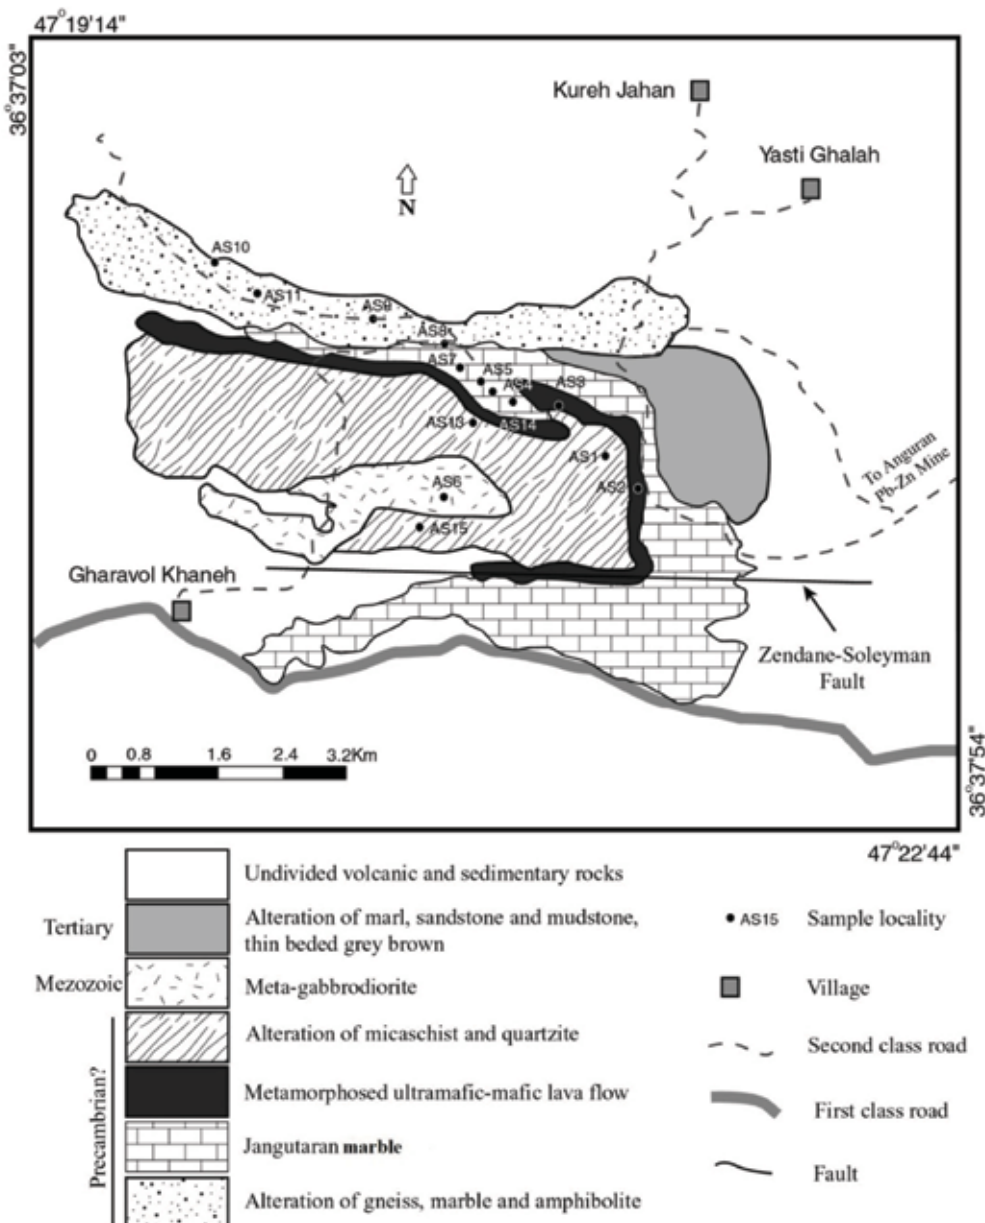 47°19'14"
36°37'03"
Kureh Jahan
Yasti Ghalah
N
AS10
AS11
AS9
AS8
AS7
AS5
AS4
AS3
AS13
AS14
AS1
AS2
AS6
AS15
To Anguran
Pb-Zn Mine
Gharavol Khaneh
Zendane-Soleyman
Fault
0 0.8 1.6 2.4 3.2Km
36°37'54"
47°22'44"
Undivided volcanic and sedimentary rocks
Tertiary
Alteration of marl, sandstone and mudstone,
thin beded grey brown
Mezozoic
Meta-gabbrodiorite
Precambrian?
Alteration of micaschist and quartzite
Metamorphosed ultramafic-mafic lava flow
Jangutaran marble
Alteration of gneiss, marble and amphibolite
AS15 Sample locality
Village
Second class road
First class road
Fault